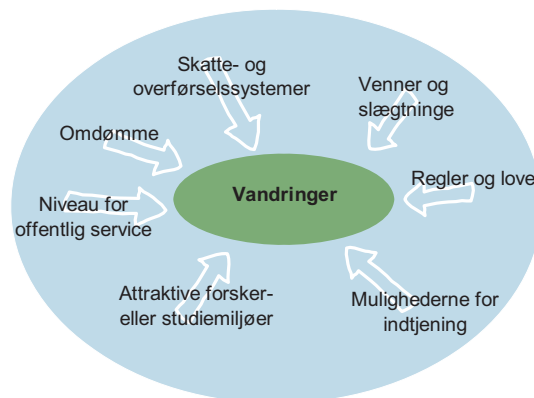 Skatte- og
overførselssystemer
Venner og
slægtninge
Omdømme
Vandringer
Regler og love
Niveau for
offentlig service
Attraktive forsker-
eller studiemiljøer
Mulighederne for
indtjening